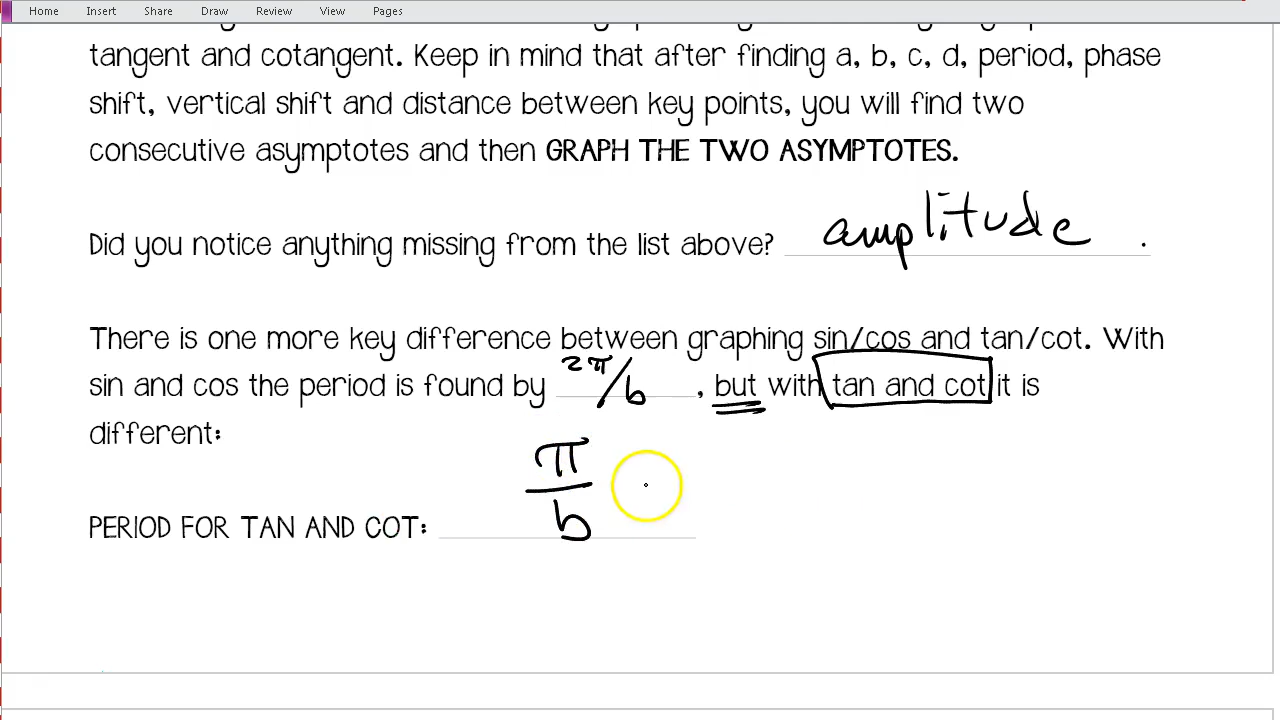 Home Insert Share Draw Review View Pages
tangent and cotangent. Keep in mind that after finding a, b, c, d, period, phase
shift, vertical shift and distance between key points, you will find two
consecutive asymptotes and then GRAPH THE TWO ASYMPTOTES.
Did you notice anything missing from the list above? amplitude .
There is one more key difference between graphing sin/cos and tan/cot. With
sin and cos the period is found by 2π/b , but with tan and cot it is
different:
PERIOD FOR TAN AND COT: π/b